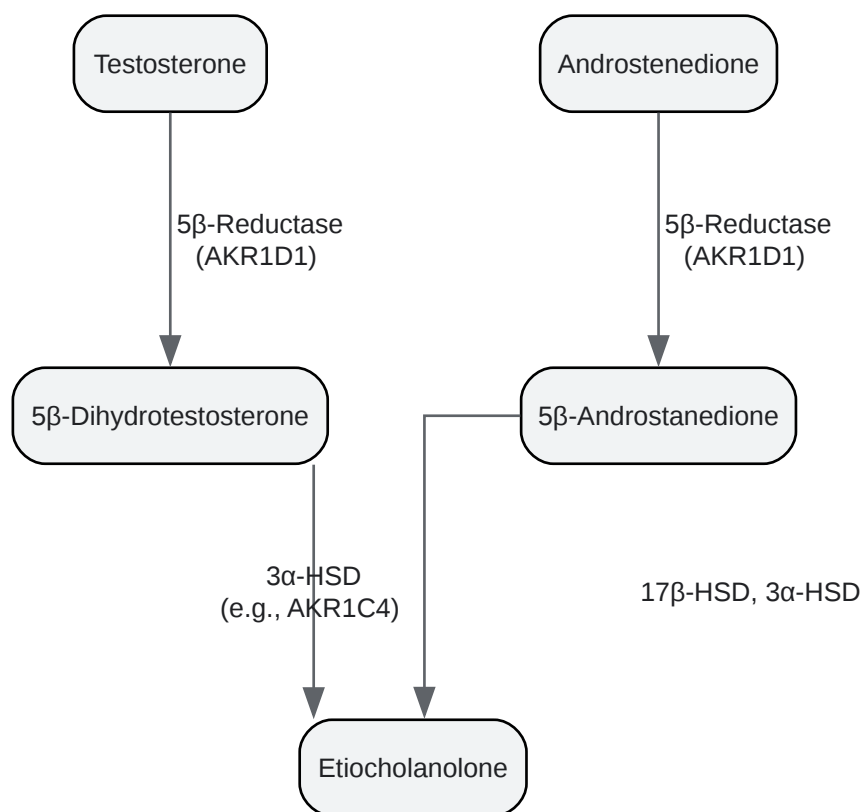 Testosterone
Androstenedione
5β-Reductase
(AKR1D1)
5β-Reductase
(AKR1D1)
5β-Dihydrotestosterone
5β-Androstanedione
3α-HSD
(e.g., AKR1C4)
17β-HSD, 3α-HSD
Etiocholanolone